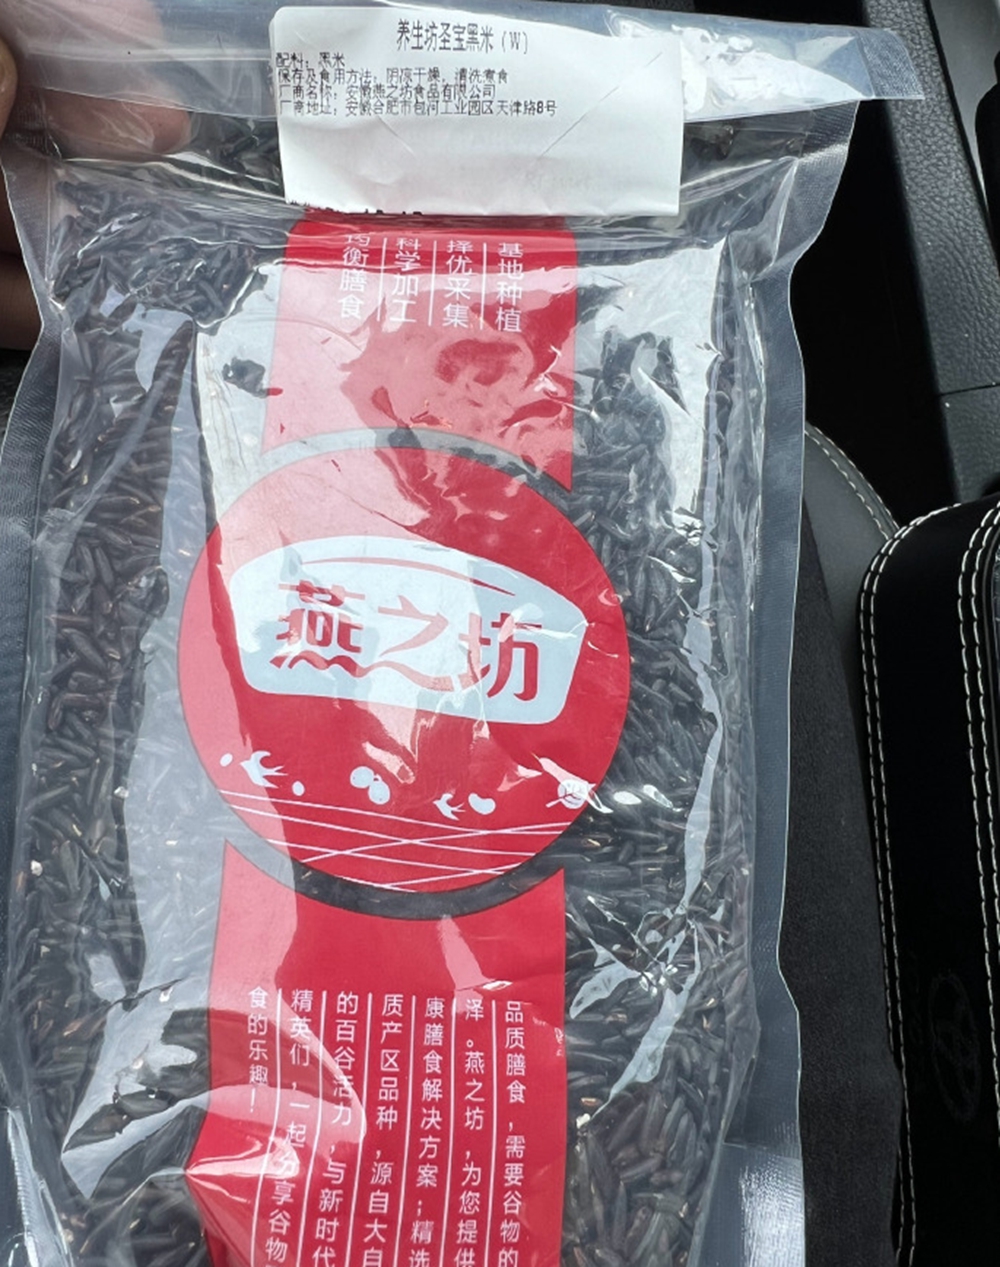 养生坊圣宝黑米（W）
配料：黑米
保存及食用方法：阴凉干燥，清洗煮食
厂商名称：安徽燕之坊食品有限公司
厂商地址：安徽合肥市包河工业园区天津路8号
基地种植
择优采集
科学加工
均衡膳食
燕之坊
品质膳食，需要谷物的
泽。燕之坊，为您提供
康膳食解决方案；精选
质产区品种，源自大自
的百谷活力，与新时代
精英们，一起分享谷物
食的乐趣！